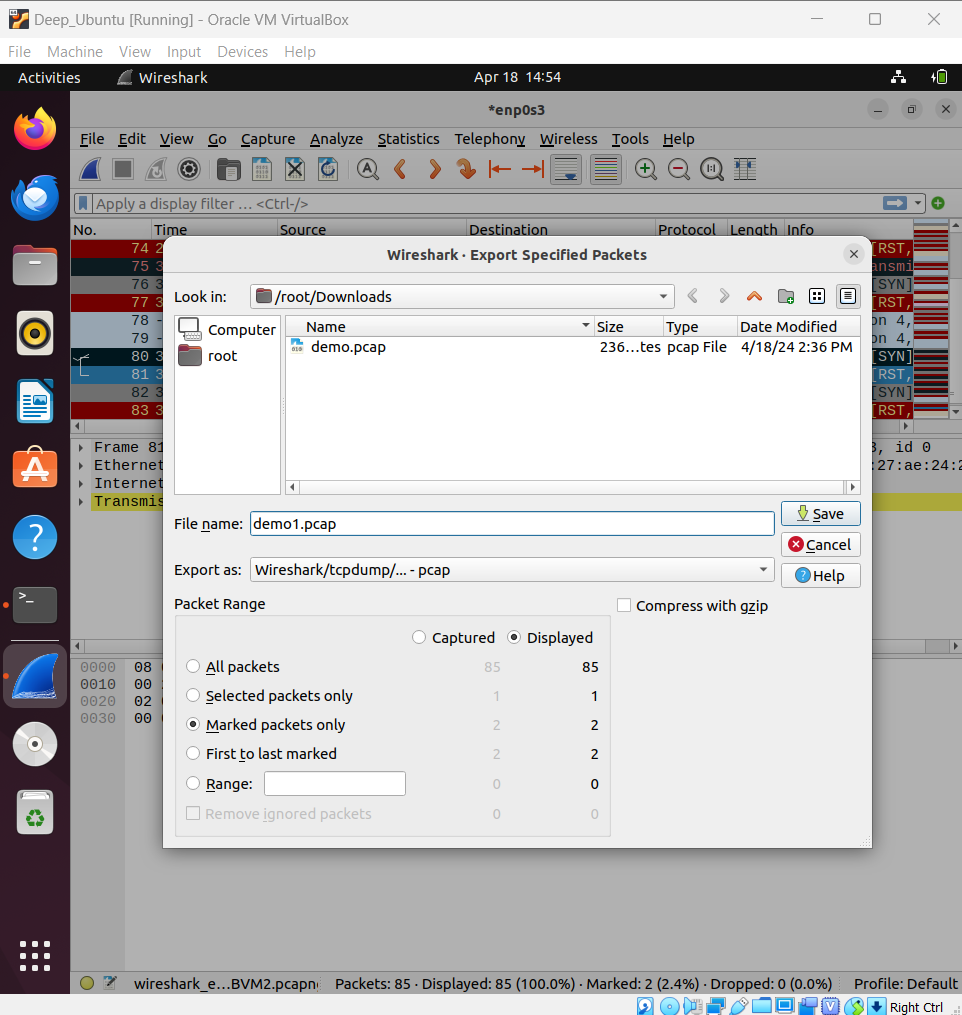 Deep_Ubuntu [Running] - Oracle VM VirtualBox
File Machine View Input Devices Help
Activities Wireshark Apr 18 14:54
*enp0s3
File Edit View Go Capture Analyze Statistics Telephony Wireless Tools Help
Apply a display filter ... <Ctrl-/>
No. Time Source Destination Protocol Length Info
74 2 [RST,
75 3 ansmi
76 3 [SYN]
77 3 [RST,
78 - on 4,
79 - on 4,
80 3 [SYN]
81 3 [RST,
82 3 [SYN]
83 3 [RST,
Frame 81 3, id 0
Ethernet :27:ae:24:2
Internet
Transmis
0000 08
0010 00
0020 02
0030 00
Wireshark · Export Specified Packets
Look in: /root/Downloads
Computer
root
Name Size Type Date Modified
demo.pcap 236...tes pcap File 4/18/24 2:36 PM
File name: demo1.pcap Save
Cancel
Export as: Wireshark/tcpdump/... - pcap Help
Packet Range Compress with gzip
Captured Displayed
All packets 85 85
Selected packets only 1 1
Marked packets only 2 2
First to last marked 2 2
Range: 0 0
Remove ignored packets 0 0
wireshark_e...BVM2.pcapng Packets: 85 · Displayed: 85 (100.0%) · Marked: 2 (2.4%) · Dropped: 0 (0.0%) Profile: Default
Right Ctrl